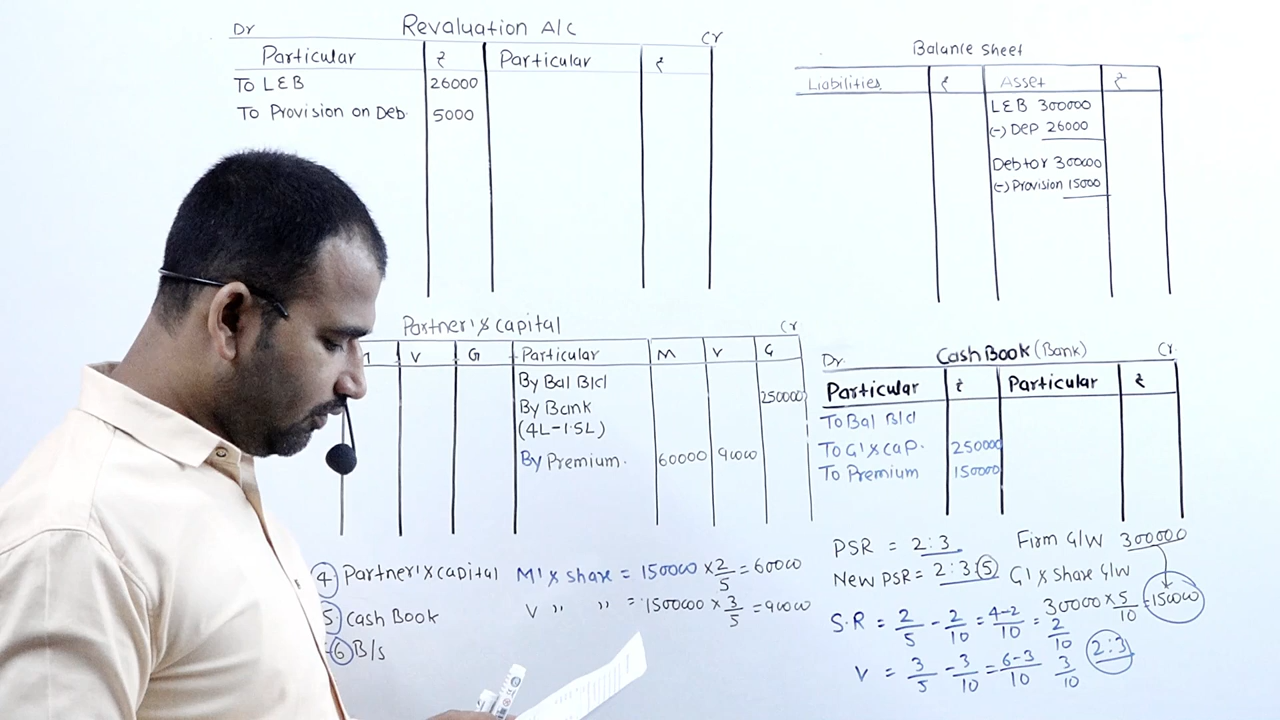 Dr Revaluation A/C Cr
Particular ₹ Particular ₹
To L&B 26000
To Provision on Deb. 5000
Balance Sheet
Liabilities ₹ Asset ₹
L&B 300000
(-) Dep 26000
Debtor 300000
(-) Provision 15000
Partner's capital Cr
V G Particular M V G
By Bal B/d
By Bank 250000
(4L-1.5L)
By Premium. 60000 90000
Dr. Cash Book (Bank) Cr.
Particular ₹ Particular ₹
To Bal B/d
To G's cap. 250000
To Premium 150000
④ Partner's capital
⑤ Cash Book
⑥ B/s
M's share = 150000 × 2/5 = 60000
V " " = 1500000 × 3/5 = 90000
PSR = 2:3
New PSR = 2:3:5
S.R = 2/5 - 2/10 = 4-2/10 = 2/10
V = 3/5 - 3/10 = 6-3/10 3/10
2:3
Firm G/W 300000
G's Share G/W
30000 × 5/10 = 150000